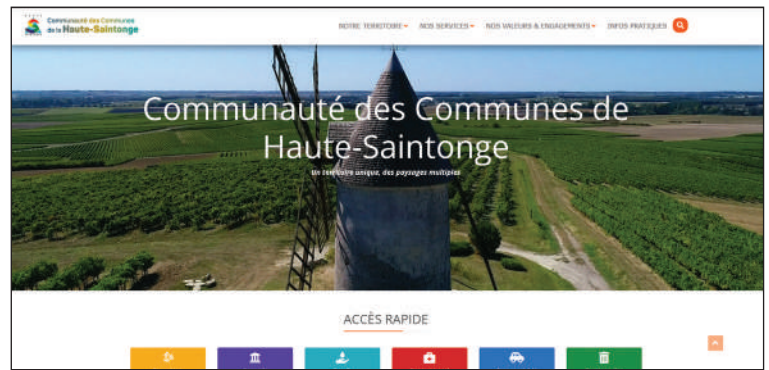 Communauté des Communes
de la Haute-Saintonge
NOTRE TERRITOIRE NOS SERVICES NOS VALEURS & ENGAGEMENTS INFOS PRATIQUES
Communauté des Communes de
Haute-Saintonge
Un territoire unique, des paysages multiples
ACCÈS RAPIDE